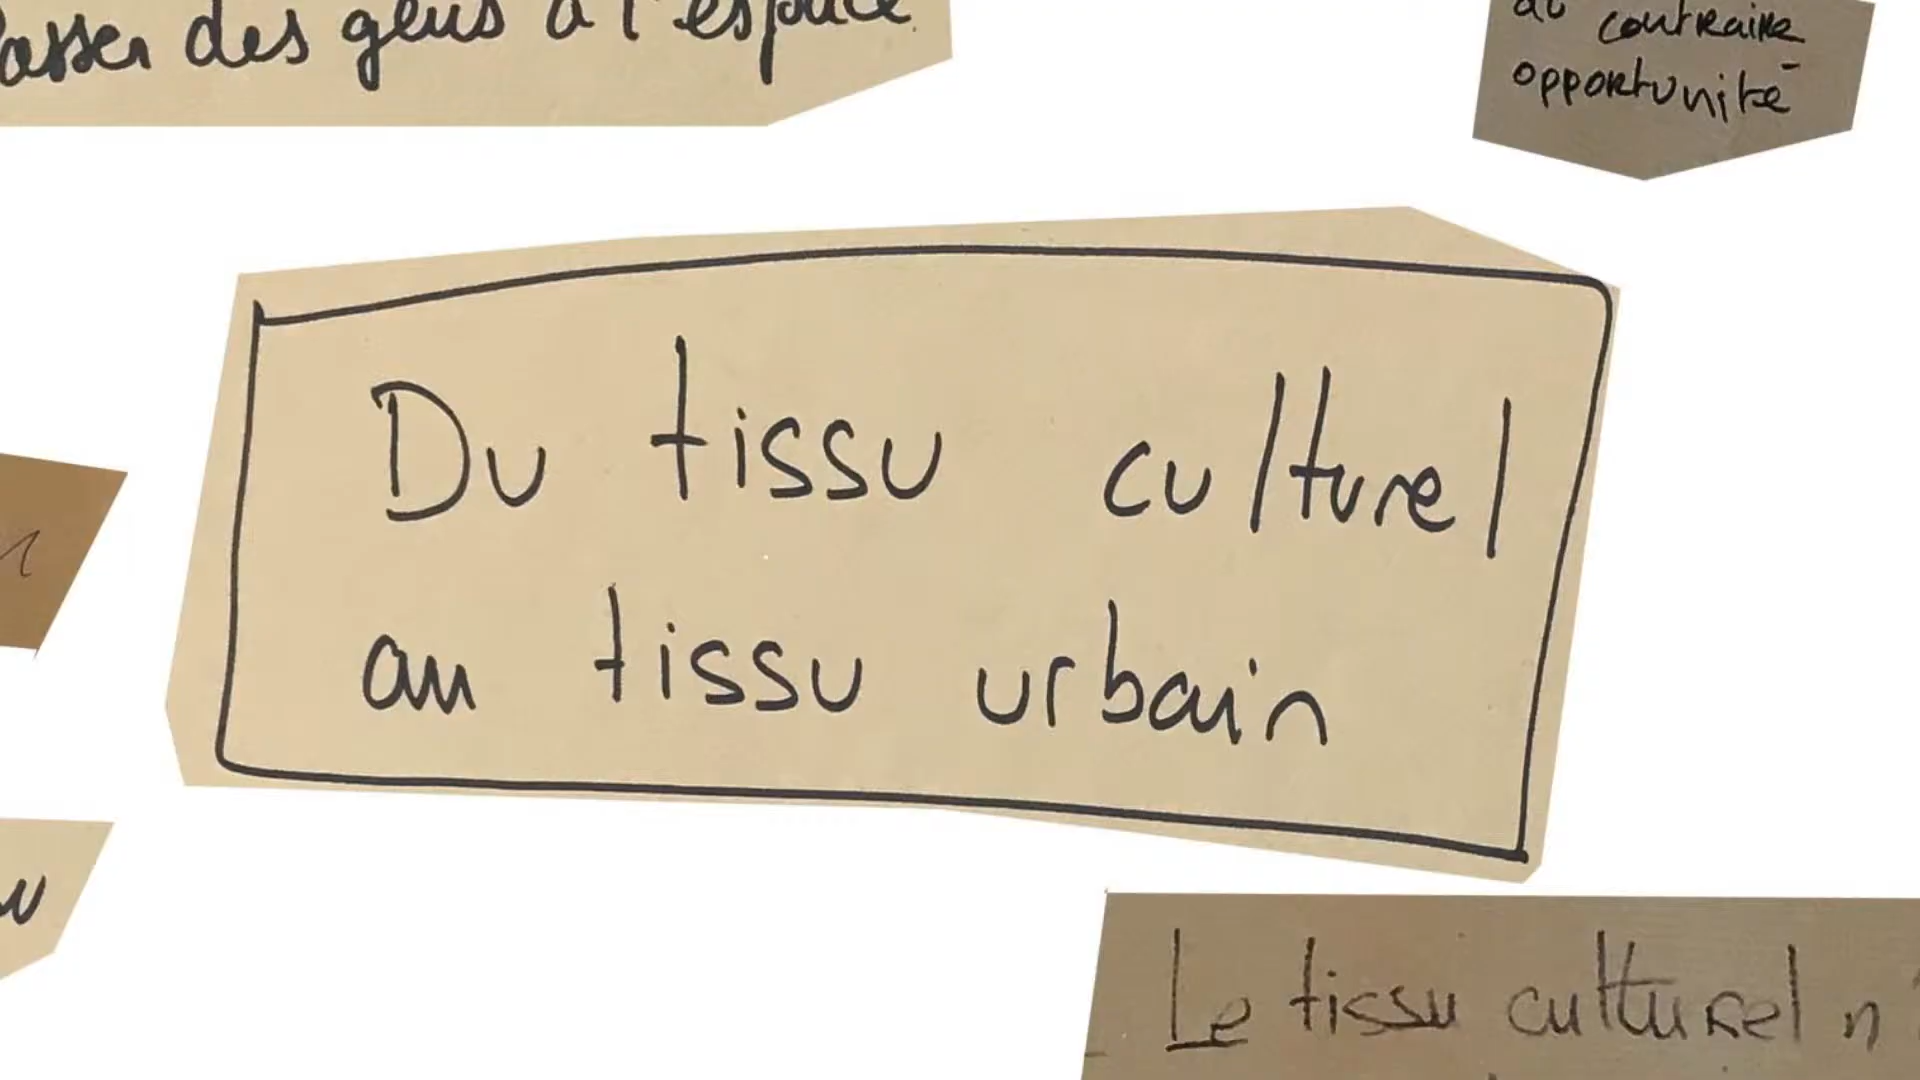 des gens à l'espace
au contraire
opportunité
Du tissu culturel
au tissu urbain
Le tissu culturel n'